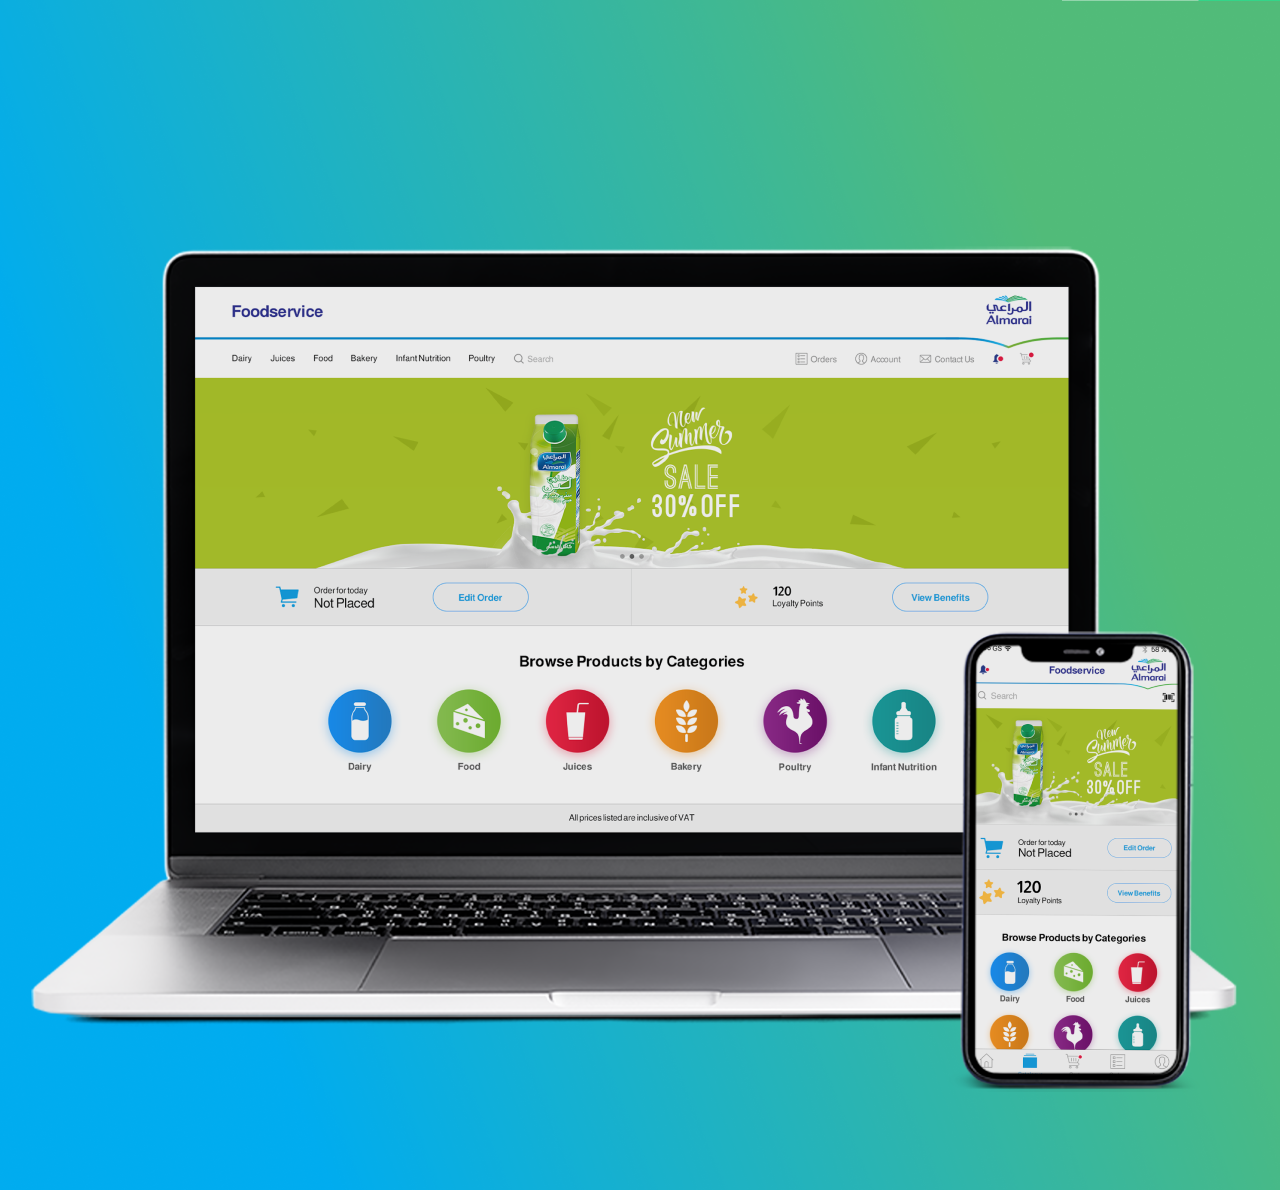 Foodservice
المراعي
Almarai
Dairy Juices Food Bakery Infant Nutrition Poultry Search Orders Account Contact Us
المراعي
Almarai
New
Summer
SALE
30% OFF
Order for today
Not Placed
Edit Order
120
Loyalty Points
View Benefits
Browse Products by Categories
Dairy Food Juices Bakery Poultry Infant Nutrition
All prices listed are inclusive of VAT
GS 58 %
Foodservice
المراعي
Almarai
Search
New
Summer
SALE
30% OFF
Order for today
Not Placed
Edit Order
120
Loyalty Points
View Benefits
Browse Products by Categories
Dairy Food Juices